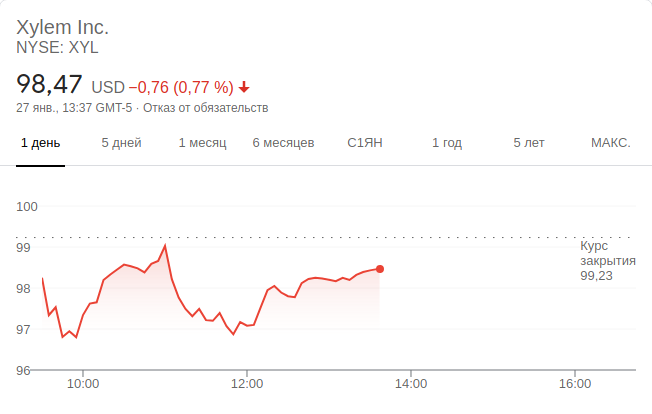 Xylem Inc.
NYSE: XYL
98,47 USD −0,76 (0,77 %)
27 янв., 13:37 GMT-5 · Отказ от обязательств
1 день 5 дней 1 месяц 6 месяцев С1ЯН 1 год 5 лет МАКС.
100
99
98
97
96
Курс
закрытия
99,23
10:00 12:00 14:00 16:00